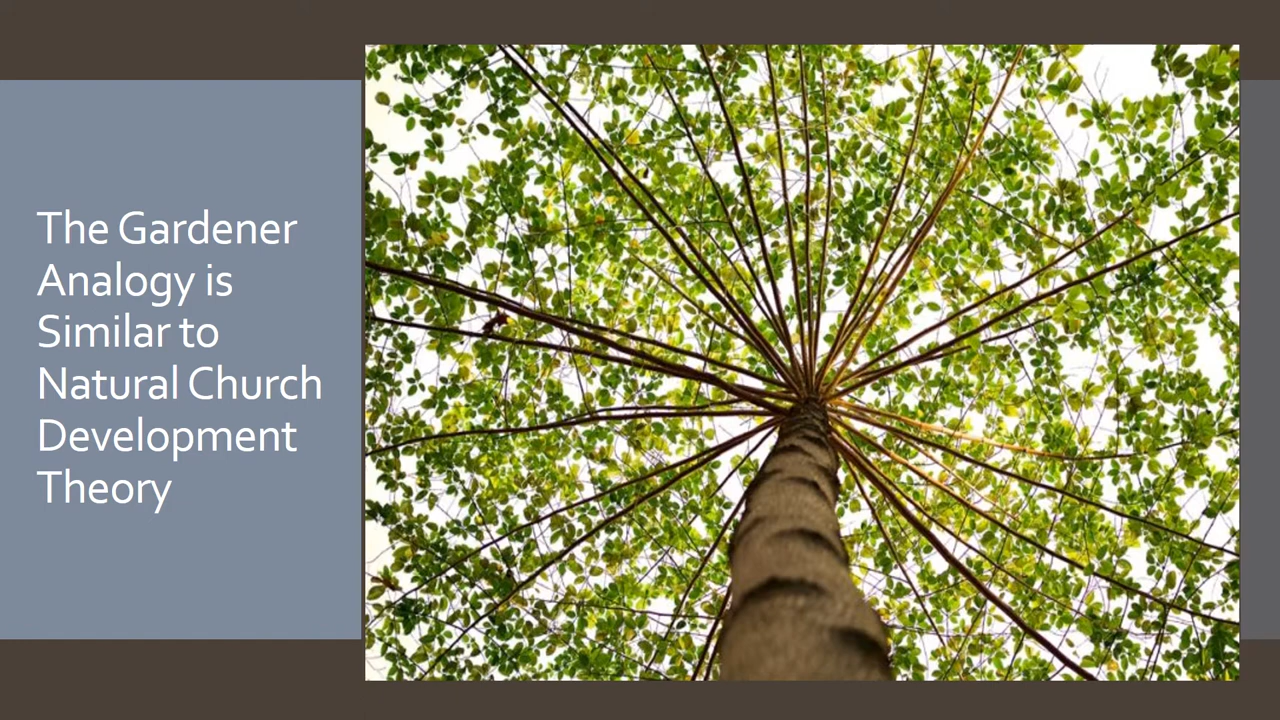 The Gardener
Analogy is
Similar to
Natural Church
Development
Theory